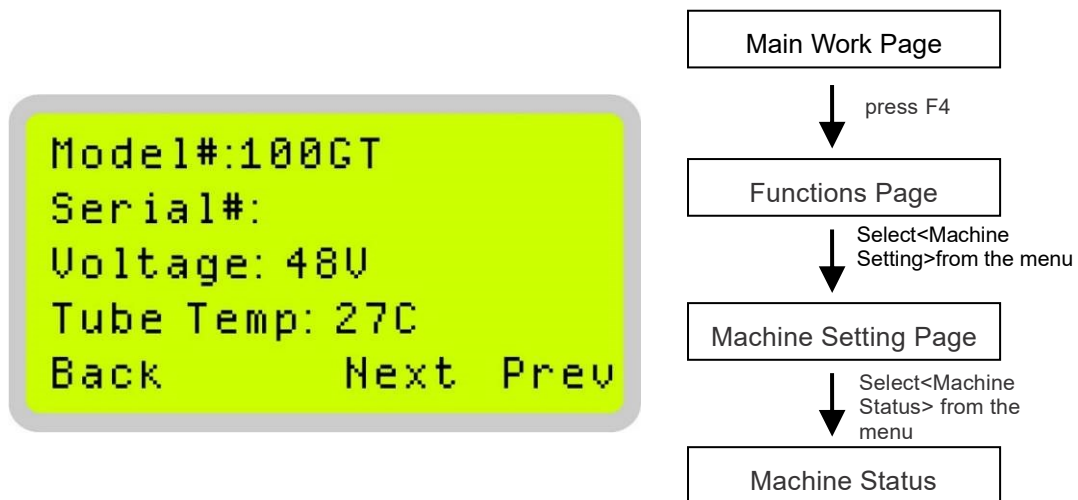 Model#:100GT
Serial#:
Voltage: 48V
Tube Temp: 27C
Back Next Prev
Main Work Page
press F4
Functions Page
Select<Machine
Setting>from the menu
Machine Setting Page
Select<Machine
Status> from the
menu
Machine Status